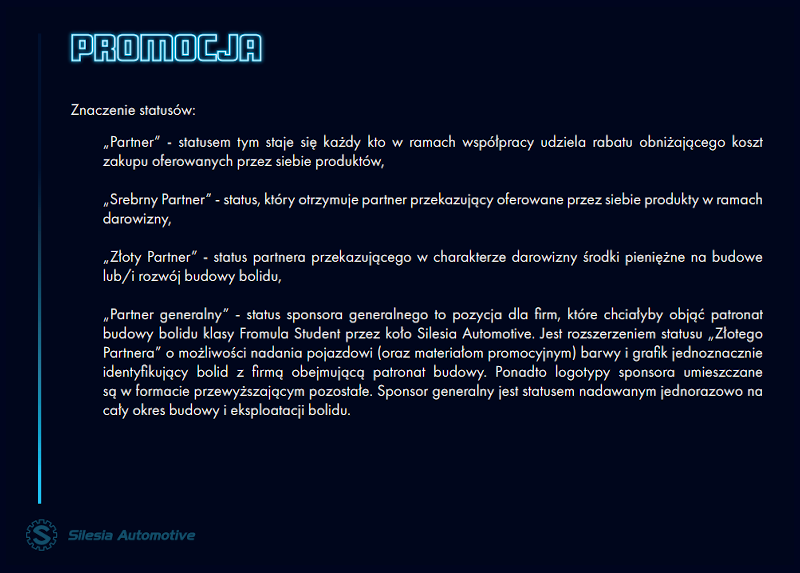 PROMOCJA
Znaczenie statusów:
„Partner” - statusem tym staje się każdy kto w ramach współpracy udziela rabatu obniżającego koszt
zakupu oferowanych przez siebie produktów,
„Srebrny Partner” - status, który otrzymuje partner przekazujący oferowane przez siebie produkty w ramach
darowizny,
„Złoty Partner” - status partnera przekazującego w charakterze darowizny środki pieniężne na budowe
lub/i rozwój budowy bolidu,
„Partner generalny” - status sponsora generalnego to pozycja dla firm, które chciałyby objąć patronat
budowy bolidu klasy Fromula Student przez koło Silesia Automotive. Jest rozszerzeniem statusu „Złotego
Partnera” o możliwości nadania pojazdowi (oraz materiałom promocyjnym) barwy i grafik jednoznacznie
identyfikujący bolid z firmą obejmującą patronat budowy. Ponadto logotypy sponsora umieszczane
są w formacie przewyższającym pozostałe. Sponsor generalny jest statusem nadawanym jednorazowo na
cały okres budowy i eksploatacji bolidu.
S Silesia Automotive